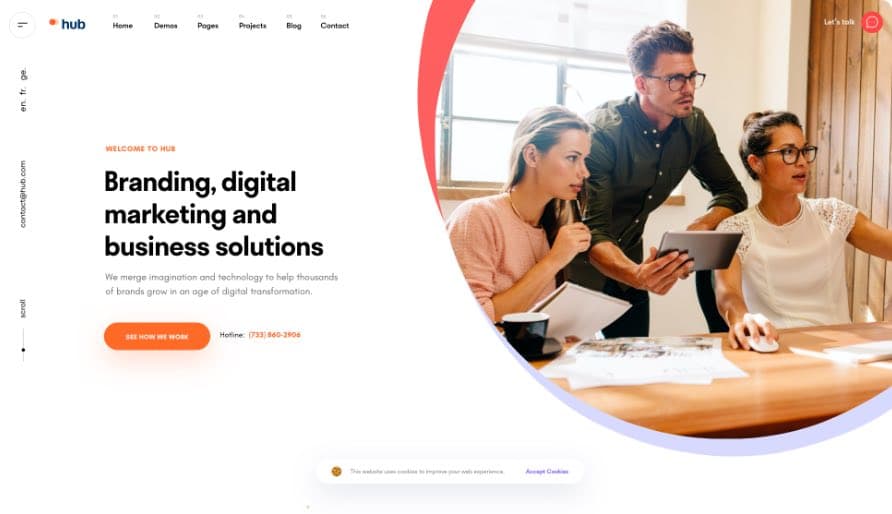 hub
01
Home
02
Demos
03
Pages
04
Projects
05
Blog
06
Contact
Let's talk
en. fr. ge.
contact@hub.com
scroll
WELCOME TO HUB
Branding, digital
marketing and
business solutions
We merge imagination and technology to help thousands
of brands grow in an age of digital transformation.
SEE HOW WE WORK
Hotline: (733) 860-2906
This website uses cookies to improve your web experience.
Accept Cookies